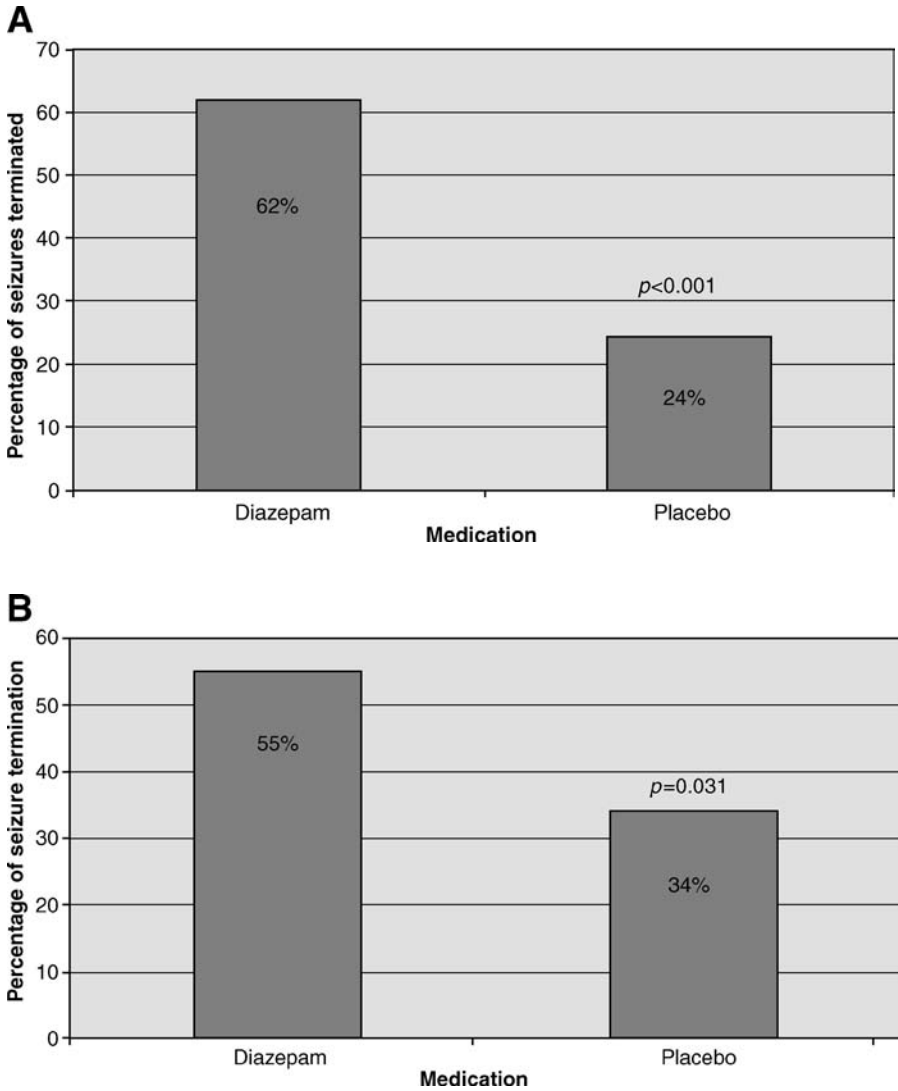 A
70
60
50
40
30
20
10
0
Percentage of seizures terminated
62%
p<0.001
24%
Diazepam Placebo
Medication
B
60
50
40
30
20
10
0
Percentage of seizure termination
55%
p=0.031
34%
Diazepam Placebo
Medication